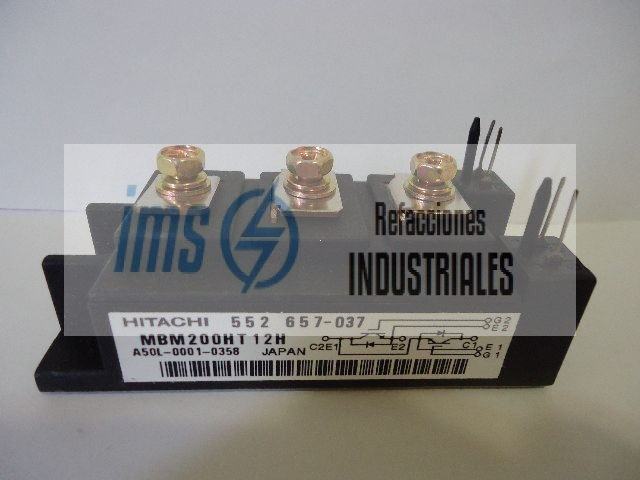 ims
Refacciones
INDUSTRIALES
HITACHI 552 657-037
MBM200HT12H
A50L-0001-0358 JAPAN
C2E1 E2 C1
G2
E2
E1
G1